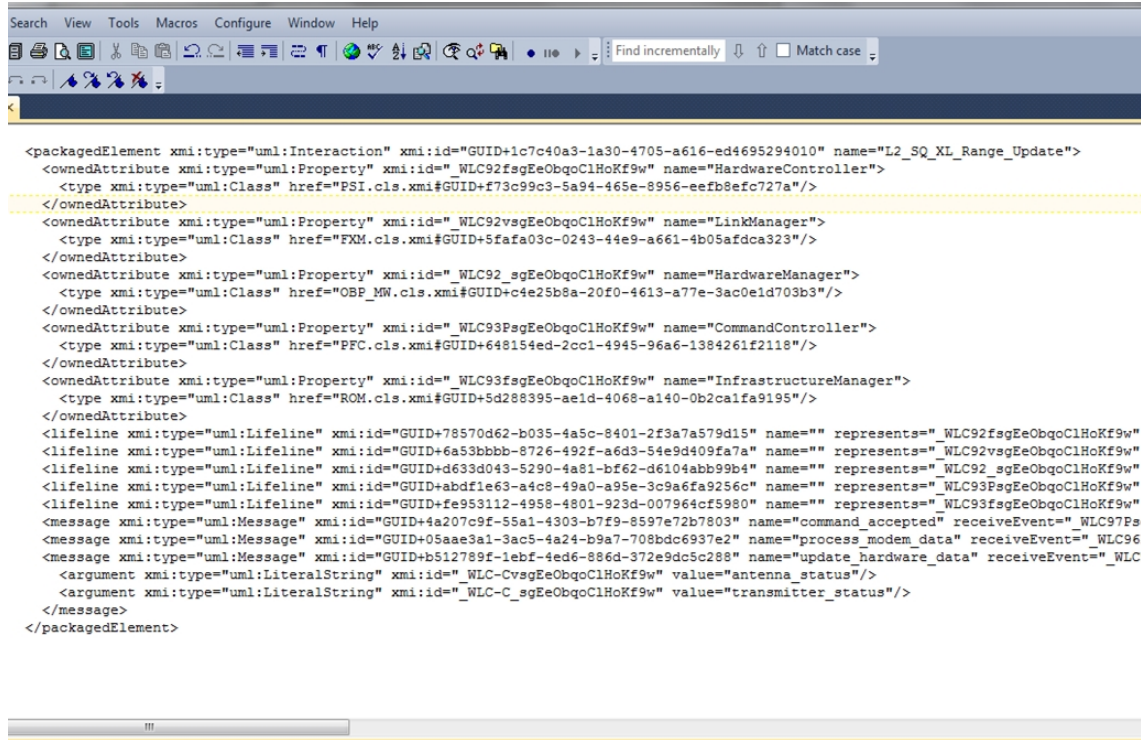 Search View Tools Macros Configure Window Help
Find incrementally Match case
<packagedElement xmi:type="uml:Interaction" xmi:id="GUID+1c7c40a3-1a30-4705-a616-ed4695294010" name="L2_SQ_XL_Range_Update">
<ownedAttribute xmi:type="uml:Property" xmi:id="_WLC92fsgEeObqoClHoKf9w" name="HardwareController">
<type xmi:type="uml:Class" href="PSI.cls.xmi#GUID+f73c99c3-5a94-465e-8956-eefb8efc727a"/>
</ownedAttribute>
<ownedAttribute xmi:type="uml:Property" xmi:id="_WLC92vsgEeObqoClHoKf9w" name="LinkManager">
<type xmi:type="uml:Class" href="FXM.cls.xmi#GUID+5fafa03c-0243-44e9-a661-4b05afdca323"/>
</ownedAttribute>
<ownedAttribute xmi:type="uml:Property" xmi:id="_WLC92_sgEeObqoClHoKf9w" name="HardwareManager">
<type xmi:type="uml:Class" href="OBP_MW.cls.xmi#GUID+c4e25b8a-20f0-4613-a77e-3ac0e1d703b3"/>
</ownedAttribute>
<ownedAttribute xmi:type="uml:Property" xmi:id="_WLC93PsgEeObqoClHoKf9w" name="CommandController">
<type xmi:type="uml:Class" href="PFC.cls.xmi#GUID+648154ed-2cc1-4945-96a6-1384261f2118"/>
</ownedAttribute>
<ownedAttribute xmi:type="uml:Property" xmi:id="_WLC93fsgEeObqoClHoKf9w" name="InfrastructureManager">
<type xmi:type="uml:Class" href="ROM.cls.xmi#GUID+5d288395-ae1d-4068-a140-0b2ca1fa9195"/>
</ownedAttribute>
<lifeline xmi:type="uml:Lifeline" xmi:id="GUID+78570d62-b035-4a5c-8401-2f3a7a579d15" name="" represents="_WLC92fsgEeObqoClHoKf9w"
<lifeline xmi:type="uml:Lifeline" xmi:id="GUID+6a53bbbb-8726-492f-a6d3-54e9d409fa7a" name="" represents="_WLC92vsgEeObqoClHoKf9w"
<lifeline xmi:type="uml:Lifeline" xmi:id="GUID+d633d043-5290-4a81-bf62-d6104abb99b4" name="" represents="_WLC92_sgEeObqoClHoKf9w"
<lifeline xmi:type="uml:Lifeline" xmi:id="GUID+abdf1e63-a4c8-49a0-a95e-3c9a6fa9256c" name="" represents="_WLC93PsgEeObqoClHoKf9w"
<lifeline xmi:type="uml:Lifeline" xmi:id="GUID+fe953112-4958-4801-923d-007964cf5980" name="" represents="_WLC93fsgEeObqoClHoKf9w"
<message xmi:type="uml:Message" xmi:id="GUID+4a207c9f-55a1-4303-b7f9-8597e72b7803" name="command_accepted" receiveEvent="_WLC97Ps
<message xmi:type="uml:Message" xmi:id="GUID+05aae3a1-3ac5-4a24-b9a7-708bdc6937e2" name="process_modem_data" receiveEvent="_WLC96
<message xmi:type="uml:Message" xmi:id="GUID+b512789f-1ebf-4ed6-886d-372e9dc5c288" name="update_hardware_data" receiveEvent="_WLC
<argument xmi:type="uml:LiteralString" xmi:id="_WLC-CvsgEeObqoClHoKf9w" value="antenna_status"/>
<argument xmi:type="uml:LiteralString" xmi:id="_WLC-C_sgEeObqoClHoKf9w" value="transmitter_status"/>
</message>
</packagedElement>